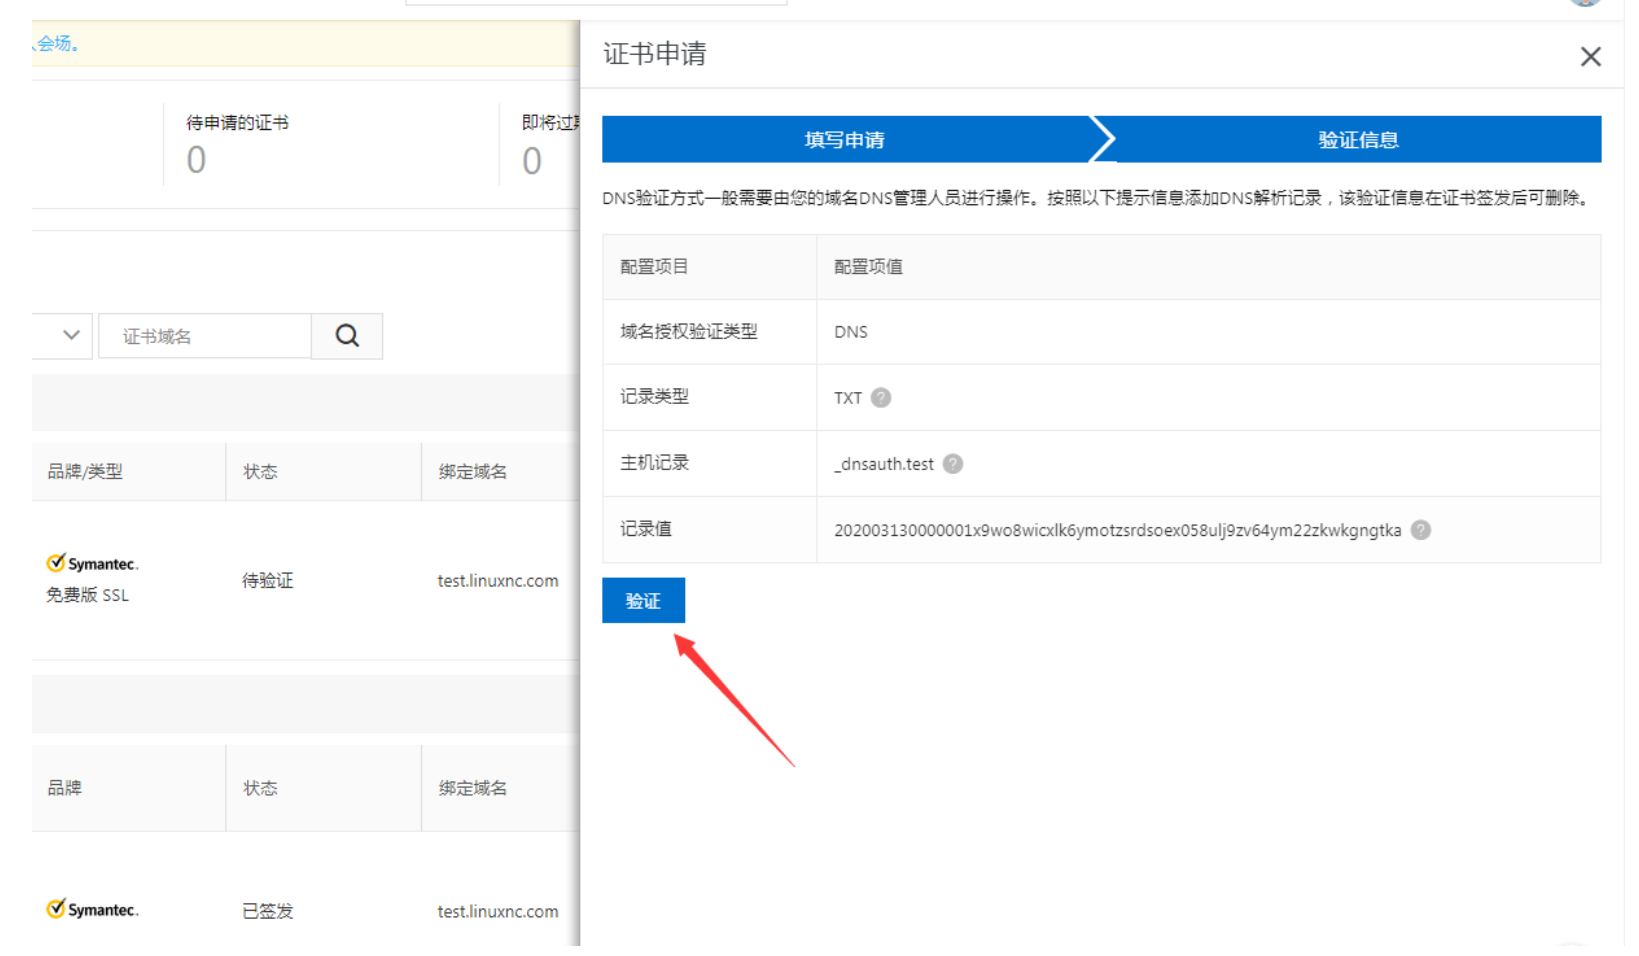 入会场。
待申请的证书
0
即将过期
0
证书域名
品牌/类型
状态
绑定域名
Symantec.
免费版 SSL
待验证
test.linuxnc.com
品牌
状态
绑定域名
Symantec.
已签发
test.linuxnc.com
证书申请
填写申请
验证信息
DNS验证方式一般需要由您的域名DNS管理人员进行操作。按照以下提示信息添加DNS解析记录，该验证信息在证书签发后可删除。
配置项目
配置项值
域名授权验证类型
DNS
记录类型
TXT
主机记录
_dnsauth.test
记录值
202003130000001x9wo8wicxlk6ymotzsrdsoex058ulj9zv64ym22zkwkgngtka
验证